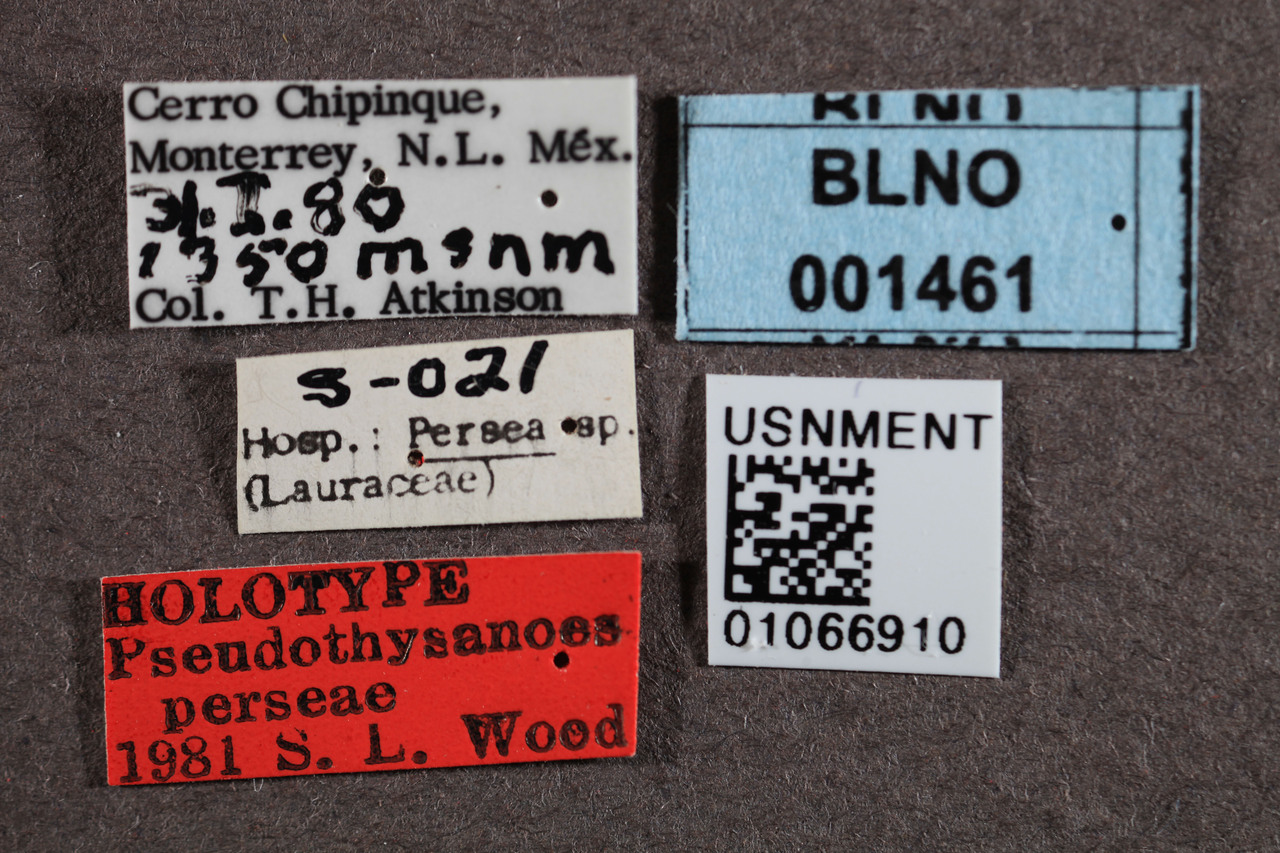 Cerro Chipinque,
Monterrey, N.L. Méx.
31.I.80
1350 msnm
Col. T.H. Atkinson
S-021
Hosp.: Persea sp.
(Lauraceae)
HOLOTYPE
Pseudothysanoes
perseae
1981 S. L. Wood
BLNO
BLNO
001461
USNMENT
01066910